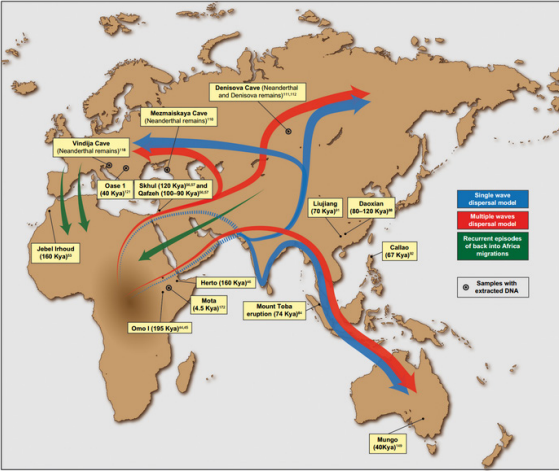 Denisova Cave (Neanderthal
and Denisova remains)111,112
Mezmaiskaya Cave
(Neanderthal remains)110
Vindija Cave
(Neanderthal remains)
Oase 1
(40 Kya)
Skhul (120 Kya) and
Qafzeh (100–90 Kya)
Liujiang
(70 Kya)
Daoxian
(80–120 Kya)
Single wave
dispersal model
Multiple waves
dispersal model
Recurrent episodes
of back into Africa
migrations
Jebel Irhoud
(160 Kya)
Callao
(67 Kya)
Samples with
extracted DNA
Herto (160 Kya)
Mota
(4.5 Kya)
Mount Toba
eruption (74 Kya)
Omo I (195 Kya)
Mungo
(40Kya)